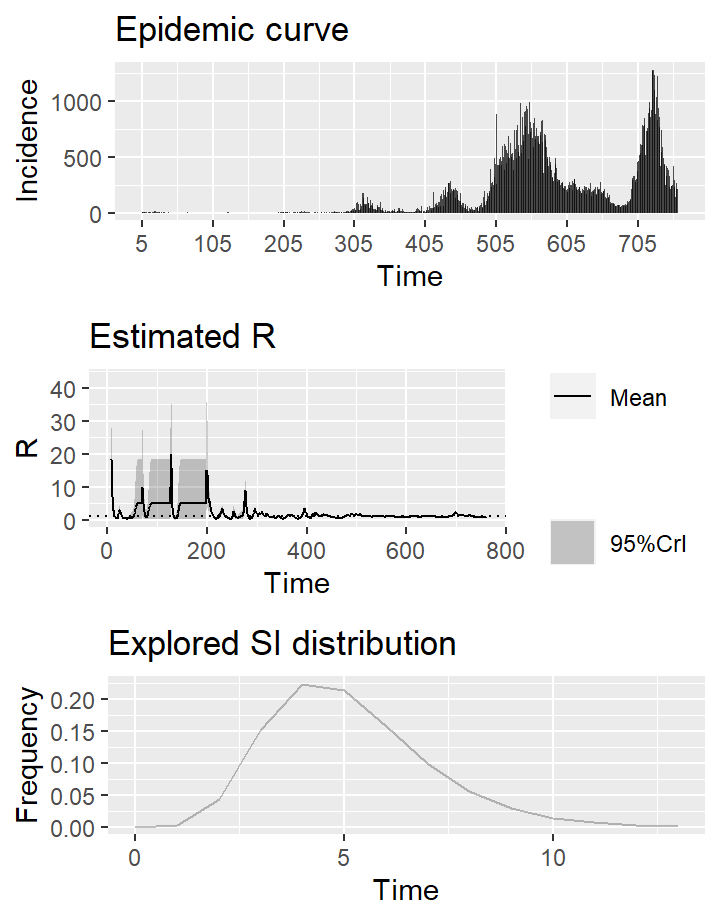 Epidemic curve
Incidence
1000
500
0
5 105 205 305 405 505 605 705
Time
Estimated R
R
40
30
20
10
0
0 200 400 600 800
Time
Mean
95%CrI
Explored SI distribution
Frequency
0.20
0.15
0.10
0.05
0.00
0 5 10
Time